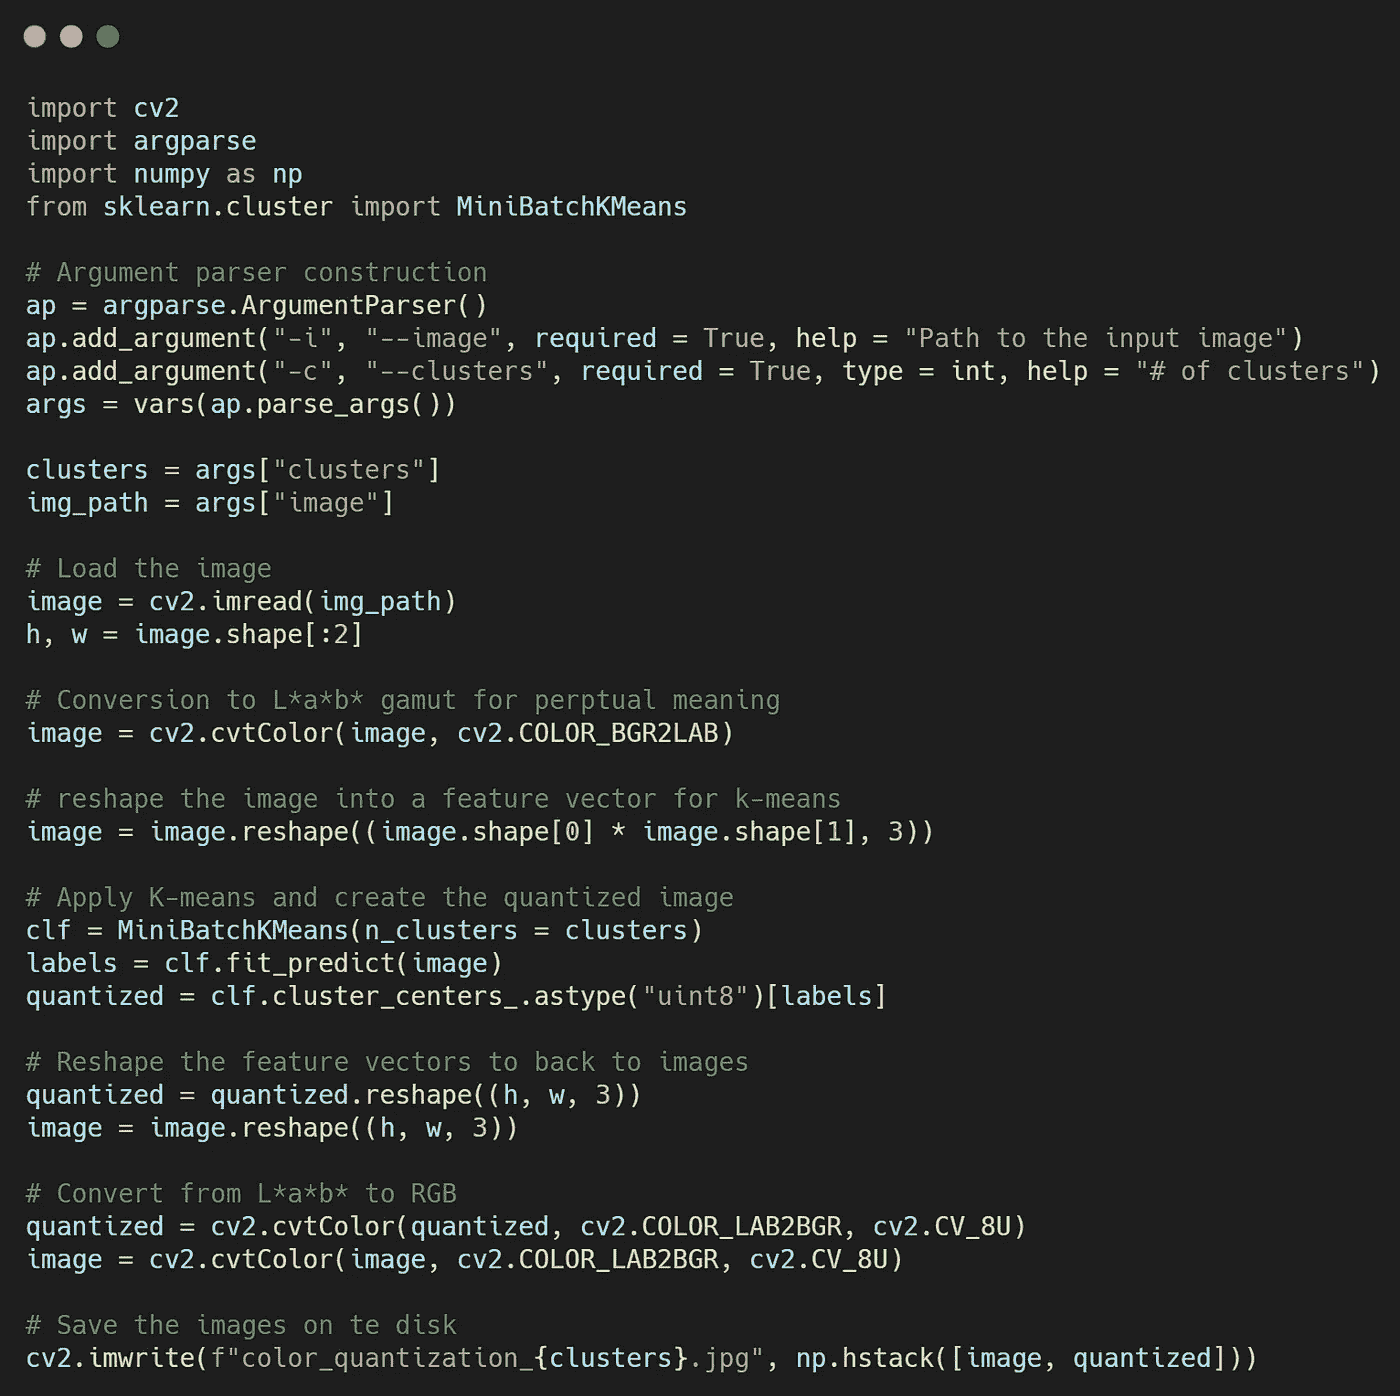 import cv2
import argparse
import numpy as np
from sklearn.cluster import MiniBatchKMeans
# Argument parser construction
ap = argparse.ArgumentParser()
ap.add_argument("-i", "--image", required = True, help = "Path to the input image")
ap.add_argument("-c", "--clusters", required = True, type = int, help = "# of clusters")
args = vars(ap.parse_args())
clusters = args["clusters"]
img_path = args["image"]
# Load the image
image = cv2.imread(img_path)
h, w = image.shape[:2]
# Conversion to L*a*b* gamut for perptual meaning
image = cv2.cvtColor(image, cv2.COLOR_BGR2LAB)
# reshape the image into a feature vector for k-means
image = image.reshape((image.shape[0] * image.shape[1], 3))
# Apply K-means and create the quantized image
clf = MiniBatchKMeans(n_clusters = clusters)
labels = clf.fit_predict(image)
quantized = clf.cluster_centers_.astype("uint8")[labels]
# Reshape the feature vectors to back to images
quantized = quantized.reshape((h, w, 3))
image = image.reshape((h, w, 3))
# Convert from L*a*b* to RGB
quantized = cv2.cvtColor(quantized, cv2.COLOR_LAB2BGR, cv2.CV_8U)
image = cv2.cvtColor(image, cv2.COLOR_LAB2BGR, cv2.CV_8U)
# Save the images on te disk
cv2.imwrite(f"color_quantization_{clusters}.jpg", np.hstack([image, quantized]))